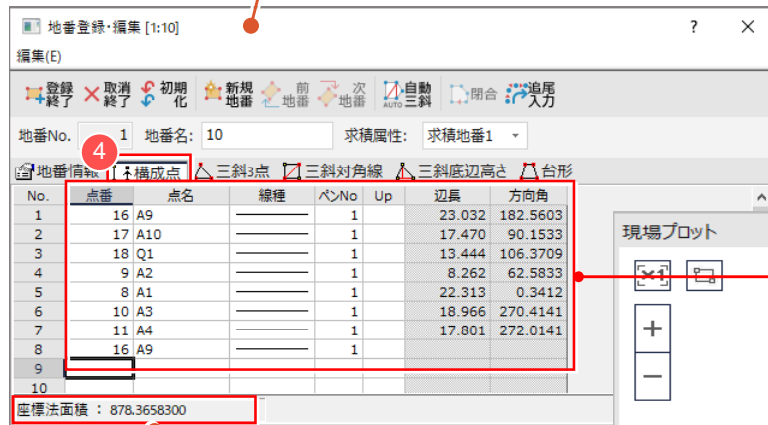 地番登録・編集 [1:10] ? ×
編集(E)
登録終了 取消終了 初期化 新規地番 前地番 次地番 AUTO 自動三斜 閉合 追尾入力
地番No. 1 地番名: 10 求積属性: 求積地番1
4
地番情報 構成点 三斜3点 三斜対角線 三斜底辺高さ 台形
No. 点番 点名 線種 ペンNo Up 辺長 方向角
1 16 A9 1 23.032 182.5603
2 17 A10 1 17.470 90.1533
3 18 Q1 1 13.444 106.3709
4 9 A2 1 8.262 62.5833
5 8 A1 1 22.313 0.3412
6 10 A3 1 18.966 270.4141
7 11 A4 1 17.801 272.0141
8 16 A9 1
9
10
座標法面積 : 878.3658300
現場プロット
×1
+
−